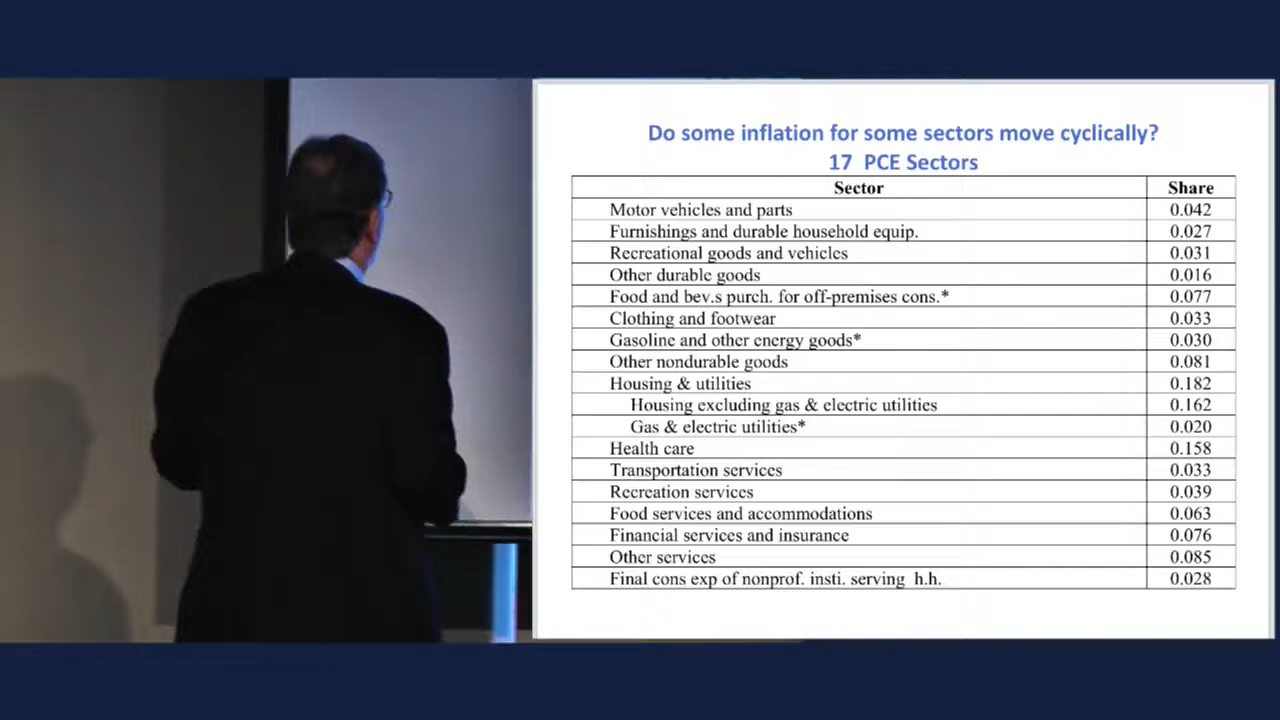 Do some inflation for some sectors move cyclically?
17 PCE Sectors
Sector Share
Motor vehicles and parts 0.042
Furnishings and durable household equip. 0.027
Recreational goods and vehicles 0.031
Other durable goods 0.016
Food and bev.s purch. for off-premises cons.* 0.077
Clothing and footwear 0.033
Gasoline and other energy goods* 0.030
Other nondurable goods 0.081
Housing & utilities 0.182
Housing excluding gas & electric utilities 0.162
Gas & electric utilities* 0.020
Health care 0.158
Transportation services 0.033
Recreation services 0.039
Food services and accommodations 0.063
Financial services and insurance 0.076
Other services 0.085
Final cons exp of nonprof. insti. serving h.h. 0.028